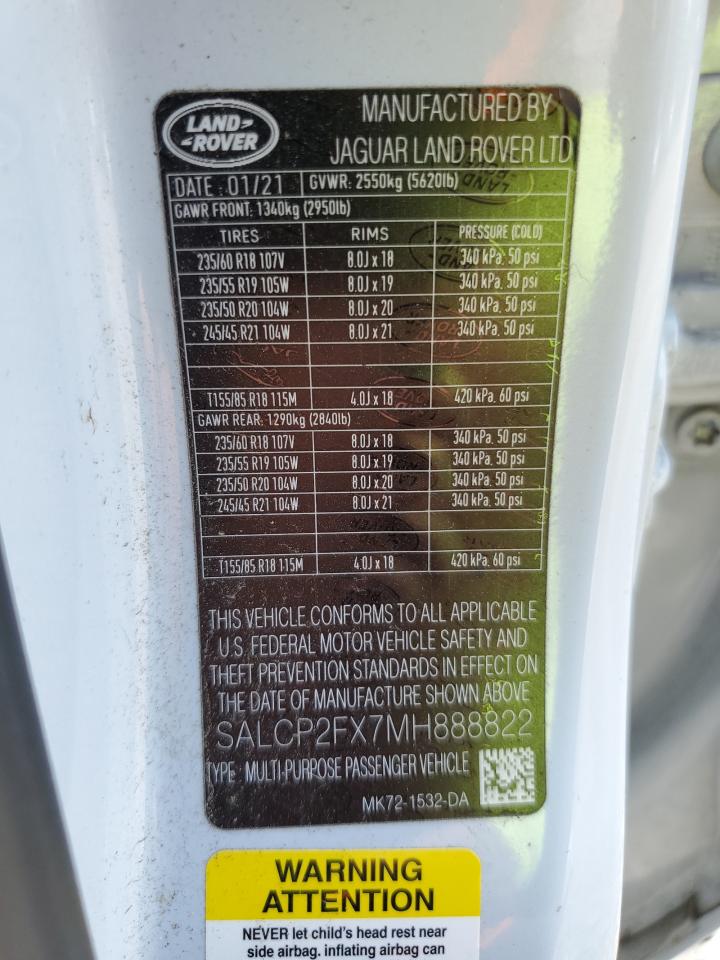 LAND-
-ROVER
MANUFACTURED BY
JAGUAR LAND ROVER LTD
DATE : 01/21 GVWR: 2550kg (5620lb)
GAWR FRONT: 1340kg (2950lb)
TIRES RIMS PRESSURE (COLD)
235/60 R18 107V 8.0J x 18 340 kPa. 50 psi
235/55 R19 105W 8.0J x 19 340 kPa. 50 psi
235/50 R20 104W 8.0J x 20 340 kPa. 50 psi
245/45 R21 104W 8.0J x 21 340 kPa. 50 psi
T155/85 R18 115M 4.0J x 18 420 kPa. 60 psi
GAWR REAR: 1290kg (2840lb)
235/60 R18 107V 8.0J x 18 340 kPa. 50 psi
235/55 R19 105W 8.0J x 19 340 kPa. 50 psi
235/50 R20 104W 8.0J x 20 340 kPa. 50 psi
245/45 R21 104W 8.0J x 21 340 kPa. 50 psi
T155/85 R18 115M 4.0J x 18 420 kPa. 60 psi
THIS VEHICLE CONFORMS TO ALL APPLICABLE
U.S. FEDERAL MOTOR VEHICLE SAFETY AND
THEFT PREVENTION STANDARDS IN EFFECT ON
THE DATE OF MANUFACTURE SHOWN ABOVE
SALCP2FX7MH888822
TYPE : MULTI-PURPOSE PASSENGER VEHICLE
MK72-1532-DA
WARNING
ATTENTION
NEVER let child's head rest near
side airbag. inflating airbag can